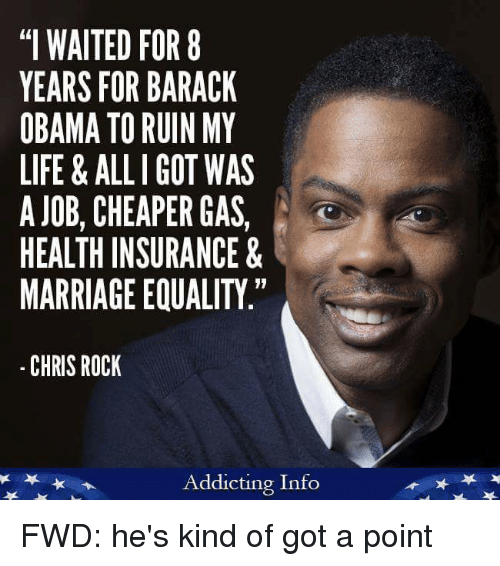 “I WAITED FOR 8
YEARS FOR BARACK
OBAMA TO RUIN MY
LIFE & ALL I GOT WAS
A JOB, CHEAPER GAS,
HEALTH INSURANCE &
MARRIAGE EQUALITY.”
- CHRIS ROCK
Addicting Info
FWD: he's kind of got a point